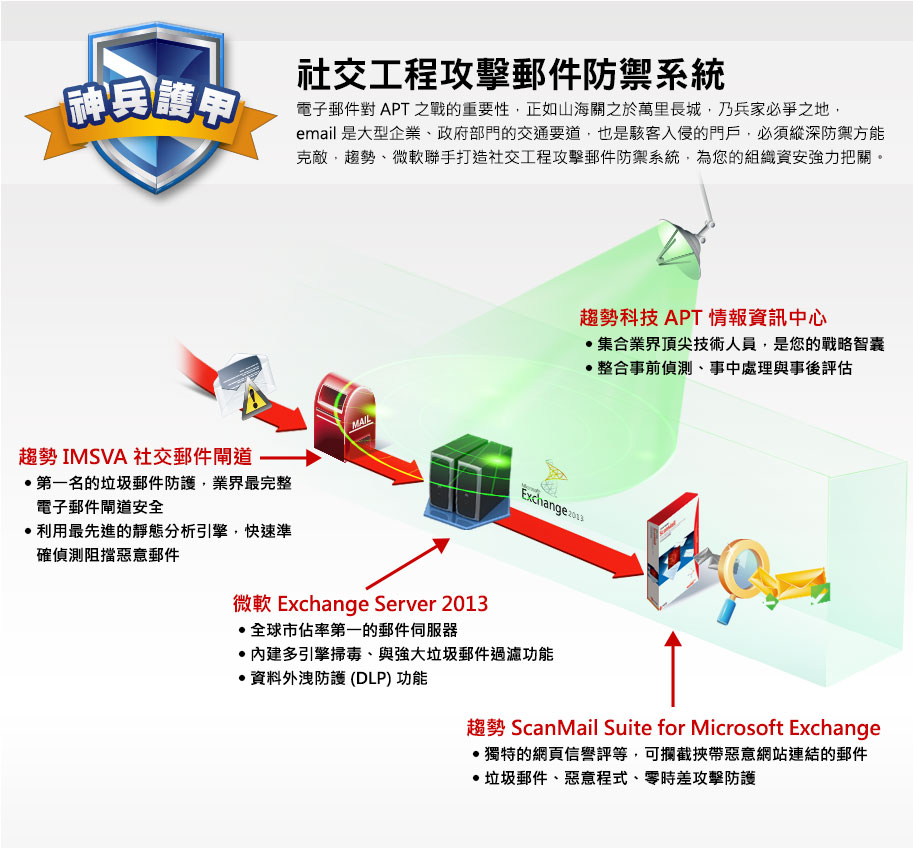 神兵護甲
社交工程攻擊郵件防禦系統
電子郵件對 APT 之戰的重要性，正如山海關之於萬里長城，乃兵家必爭之地，
email 是大型企業、政府部門的交通要道，也是駭客入侵的門戶，必須縱深防禦方能
克敵，趨勢、微軟聯手打造社交工程攻擊郵件防禦系統，為您的組織資安強力把關。
趨勢科技 APT 情報資訊中心
• 集合業界頂尖技術人員，是您的戰略智囊
• 整合事前偵測、事中處理與事後評估
MAIL
趨勢 IMSVA 社交郵件閘道
• 第一名的垃圾郵件防護，業界最完整
電子郵件閘道安全
• 利用最先進的靜態分析引擎，快速準
確偵測阻擋惡意郵件
Microsoft
Exchange 2013
ScanMail
微軟 Exchange Server 2013
• 全球市佔率第一的郵件伺服器
• 內建多引擎掃毒、與強大垃圾郵件過濾功能
• 資料外洩防護 (DLP) 功能
趨勢 ScanMail Suite for Microsoft Exchange
• 獨特的網頁信譽評等，可攔截挾帶惡意網站連結的郵件
• 垃圾郵件、惡意程式、零時差攻擊防護